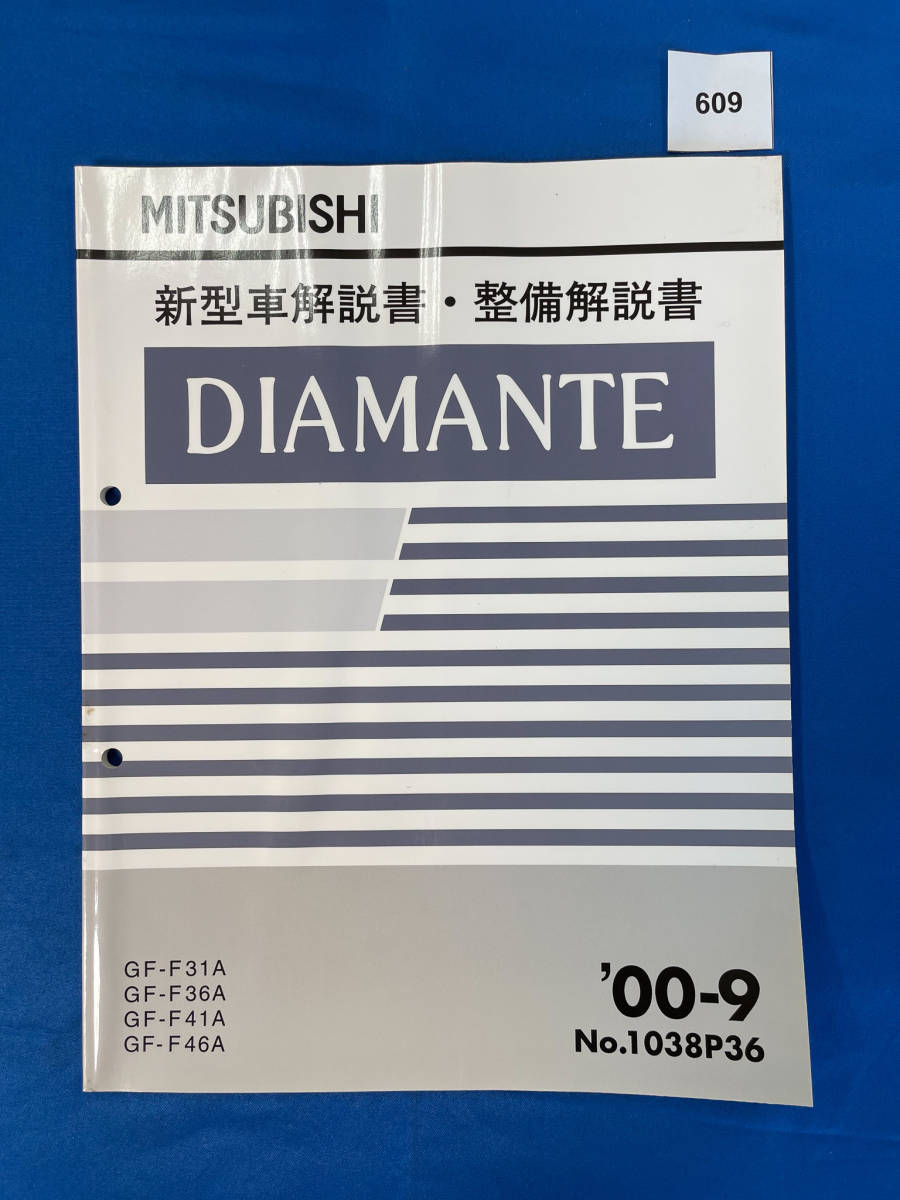 609
MITSUBISHI
新型車解説書・整備解説書
DIAMANTE
GF-F31A
GF-F36A
GF-F41A
GF-F46A
'00-9
No.1038P36